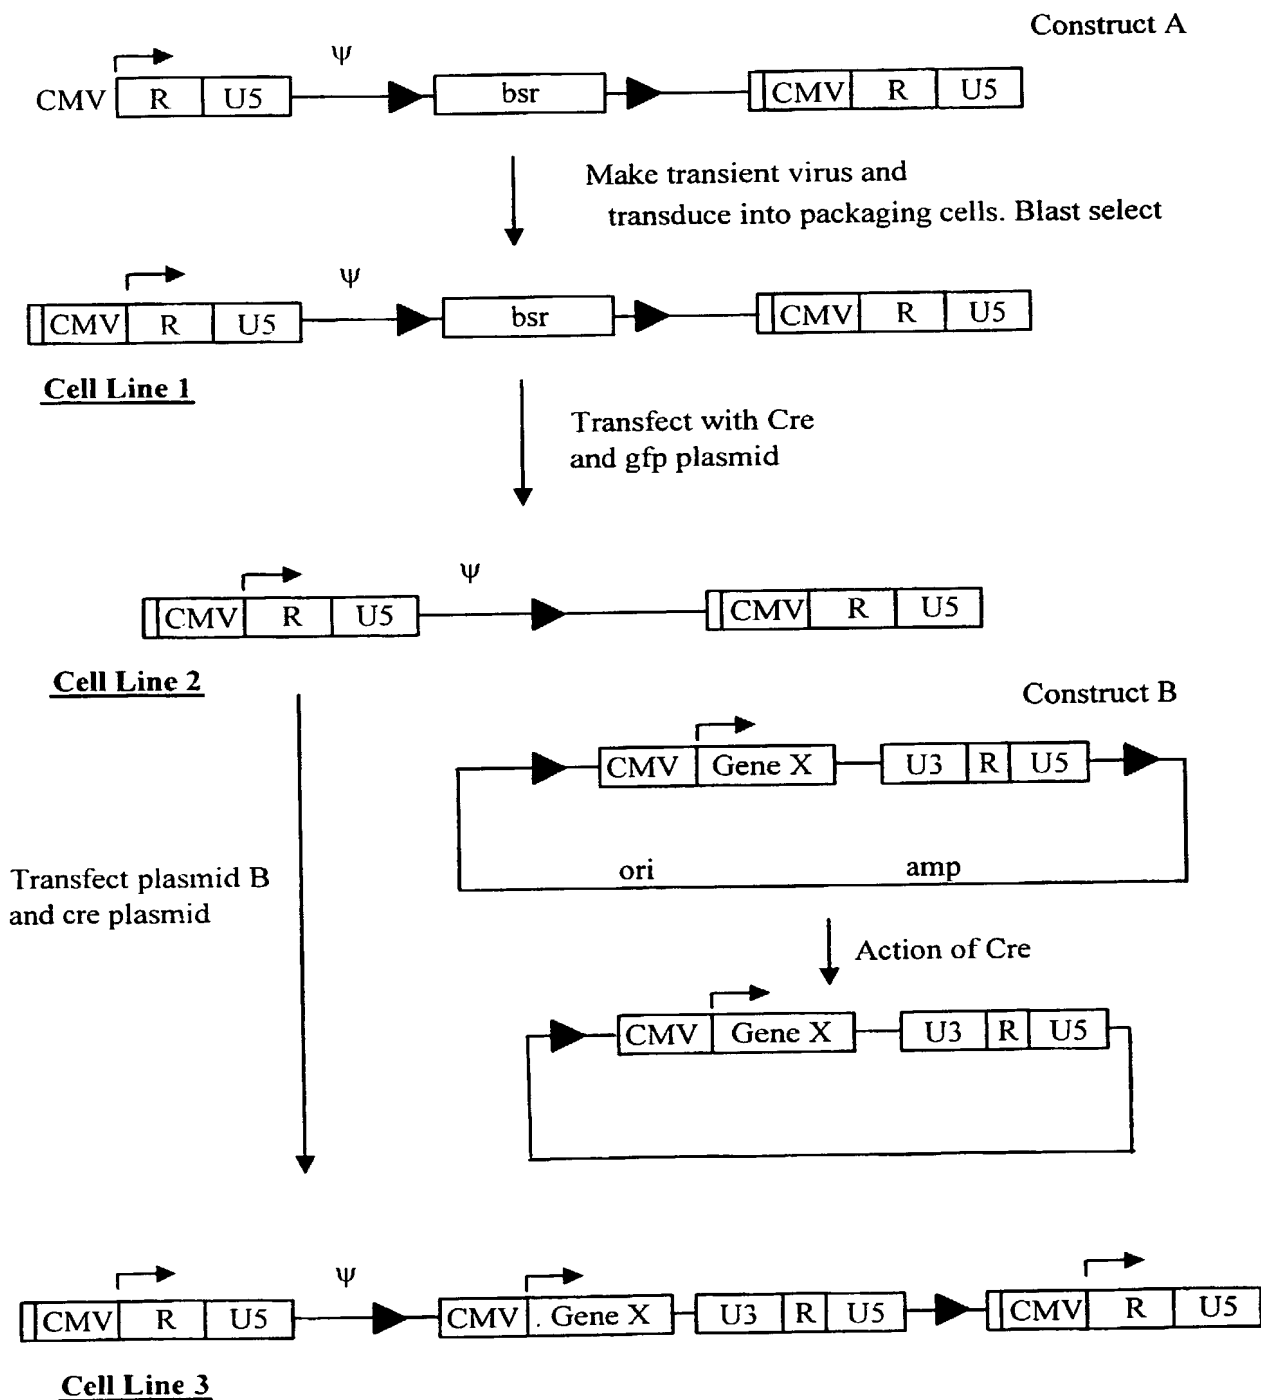 Construct A
ψ
CMV R U5 bsr CMV R U5
Make transient virus and
transduce into packaging cells. Blast select
ψ
CMV R U5 bsr CMV R U5
Cell Line 1
Transfect with Cre
and gfp plasmid
ψ
CMV R U5 CMV R U5
Cell Line 2
Construct B
CMV Gene X U3 R U5
ori amp
Transfect plasmid B
and cre plasmid
Action of Cre
CMV Gene X U3 R U5
ψ
CMV R U5 CMV . Gene X U3 R U5 CMV R U5
Cell Line 3